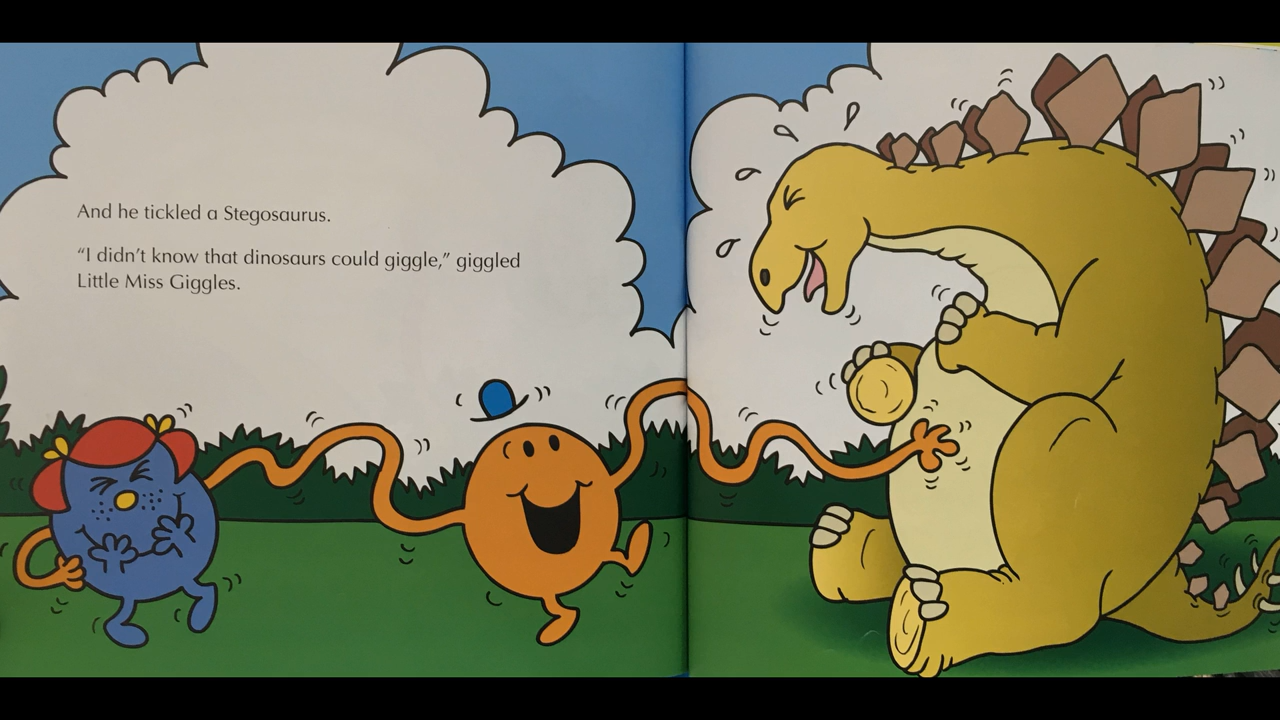 And he tickled a Stegosaurus.
“I didn’t know that dinosaurs could giggle,” giggled
Little Miss Giggles.